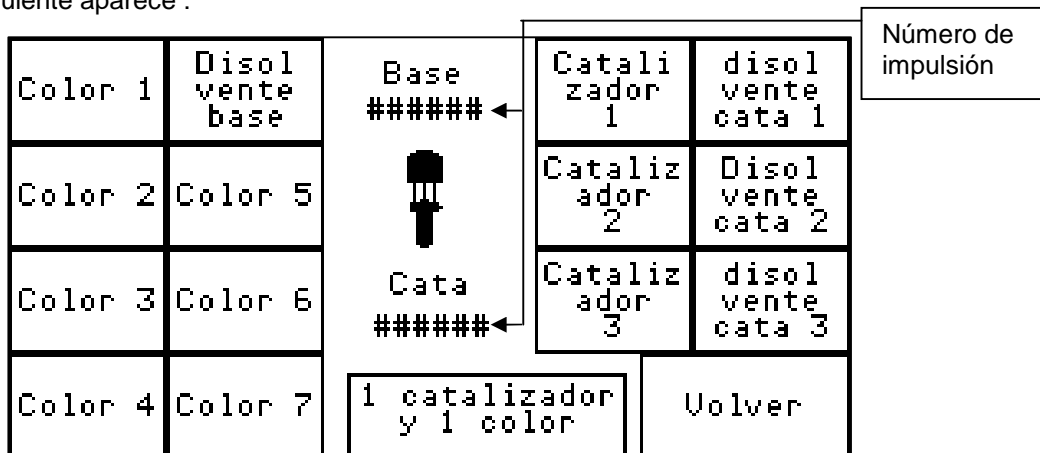 uiente aparece :
Número de
impulsión
Color 1
Disol
vente
base
Base
######
Catali
zador
1
disol
vente
cata 1
Color 2
Color 5
Cataliz
ador
2
Disol
vente
cata 2
Color 3
Color 6
Cata
######
Cataliz
ador
3
disol
vente
cata 3
Color 4
Color 7
1 catalizador
y 1 color
Volver